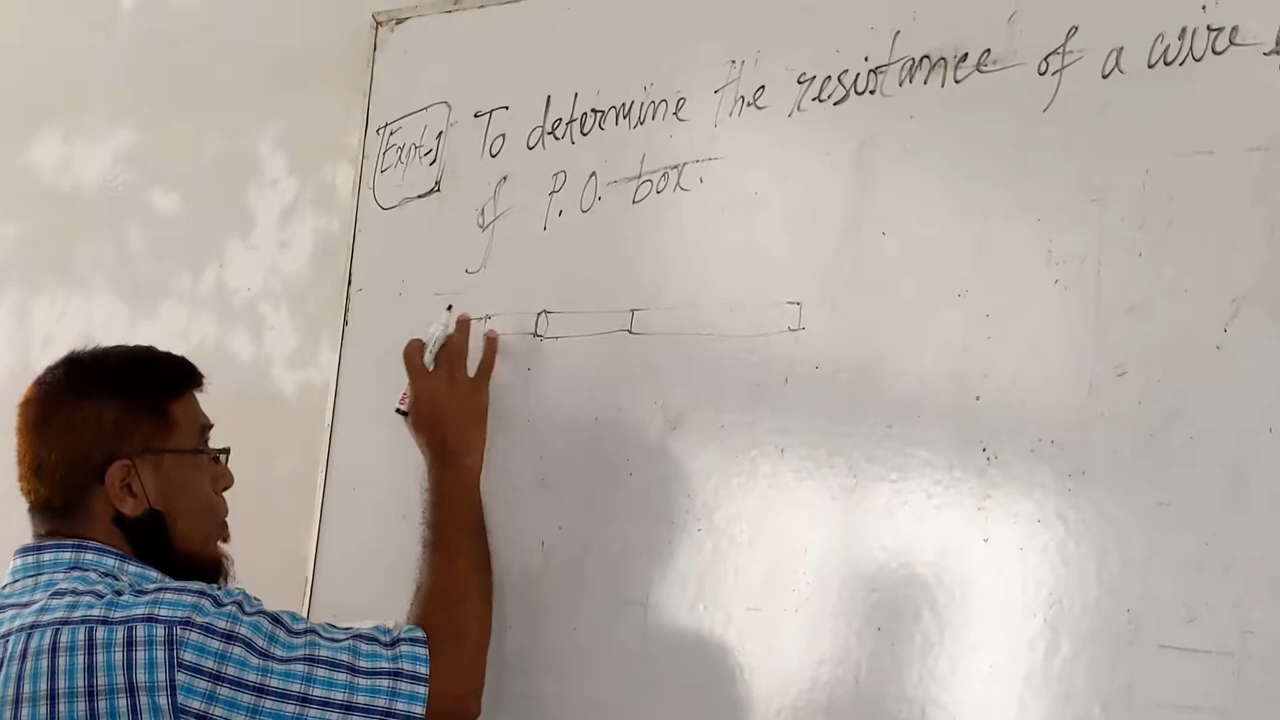 Expt-1 To determine the resistance of a wire
of P.O. box.